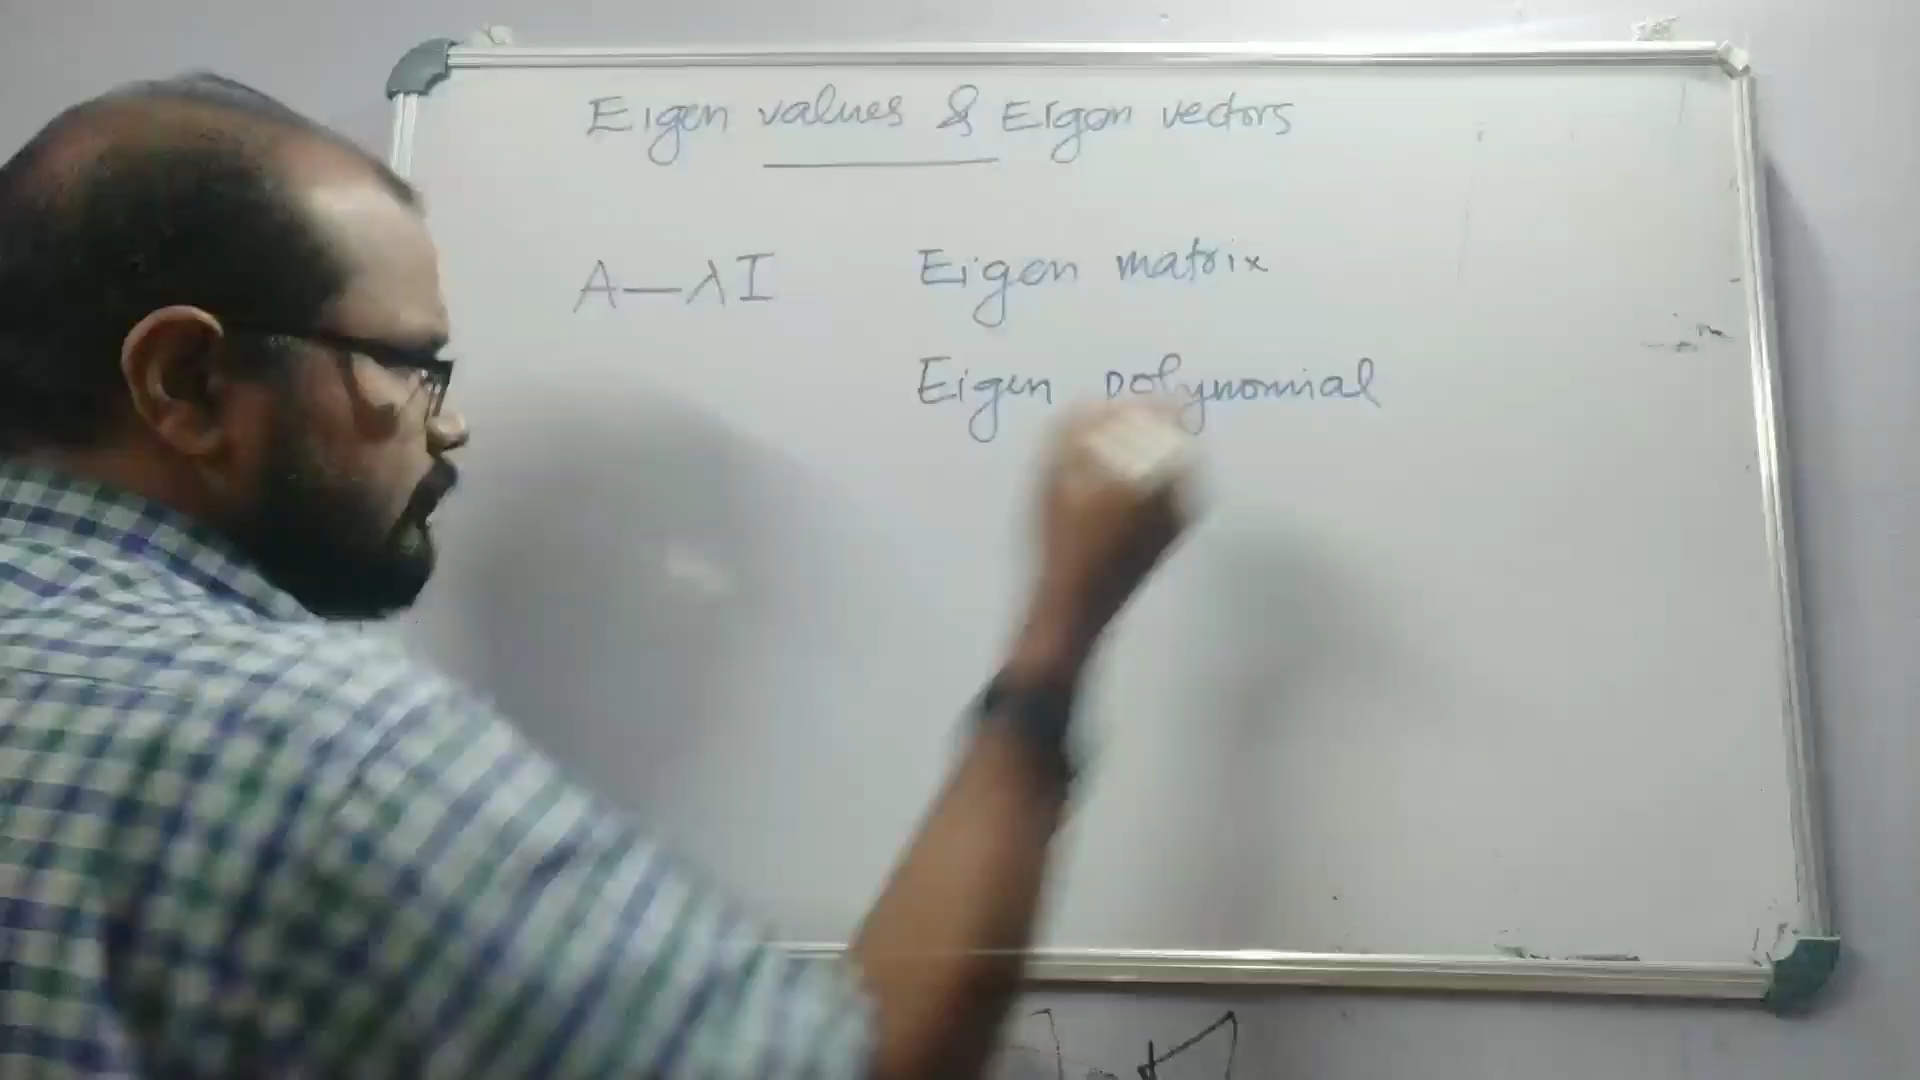 Eigen values & Eigen vectors
A — λI Eigen matrix
Eigen polynomial